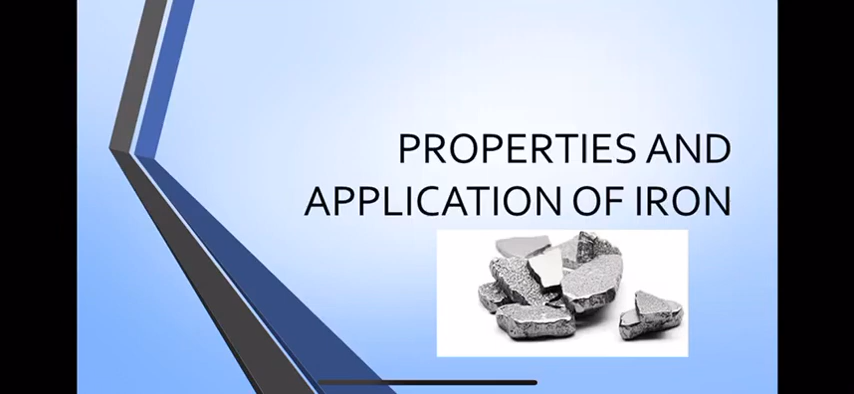 PROPERTIES AND
APPLICATION OF IRON